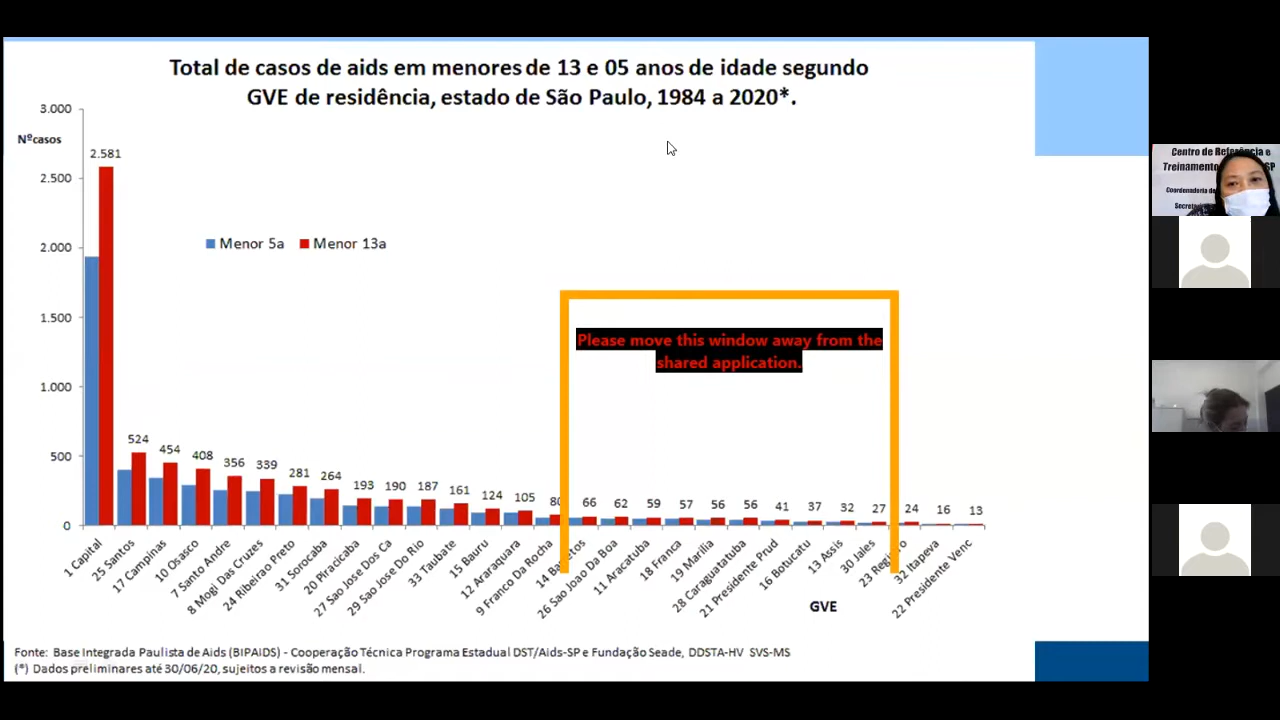 Total de casos de aids em menores de 13 e 05 anos de idade segundo
GVE de residência, estado de São Paulo, 1984 a 2020*.
3.000
Nºcasos
2.581
2.500
2.000
Menor 5a Menor 13a
1.500
Please move this window away from the
shared application.
1.000
500
524 454 408 356 339 281 264 193 190 187 161 124 105 80 66 62 59 57 56 56 41 37 32 27 24 16 13
0
1 Capital
25 Santos
17 Campinas
10 Osasco
7 Santo Andre
8 Mogi Das Cruzes
24 Ribeirao Preto
31 Sorocaba
20 Piracicaba
27 Sao Jose Dos Ca
29 Sao Jose Do Rio
33 Taubate
15 Bauru
12 Araraquara
9 Franco Da Rocha
14 Barretos
26 Sao Joao Da Boa
11 Aracatuba
18 Franca
19 Marilia
28 Caraguatatuba
21 Presidente Prud
16 Botucatu
13 Assis
30 Jales
23 Registro
32 Itapeva
22 Presidente Venc
GVE
Fonte: Base Integrada Paulista de Aids (BIPAIDS) - Cooperação Técnica Programa Estadual DST/Aids-SP e Fundação Seade, DDSTA-HV SVS-MS
(*) Dados preliminares até 30/06/20, sujeitos a revisão mensal.
Centro de Referência e
Treinamento SP
Coordenadoria de